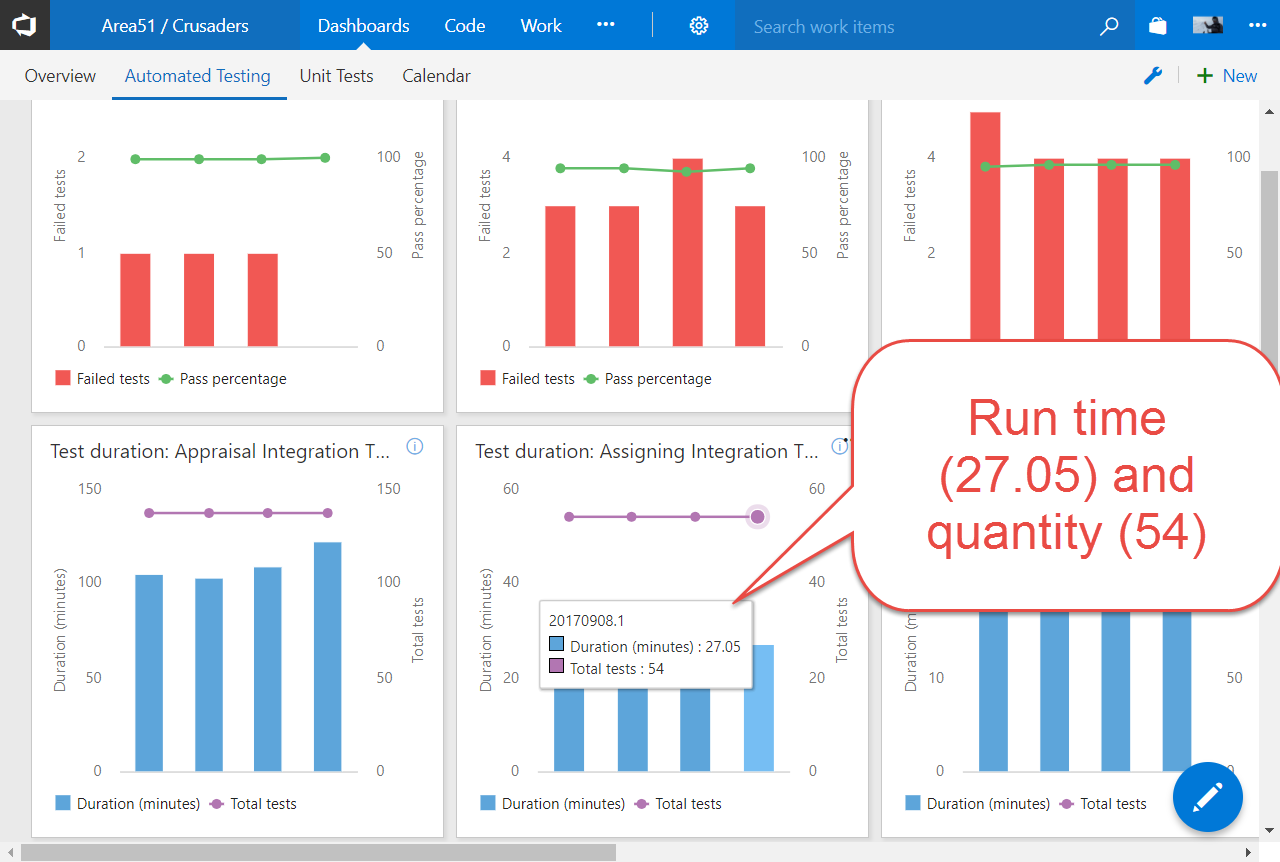 Area51 / Crusaders Dashboards Code Work ••• Search work items •••
Overview Automated Testing Unit Tests Calendar + New
2 100
Failed tests
Pass percentage
1 50
0 0
Failed tests Pass percentage
4 100
Failed tests
Pass percentage
2 50
0 0
Failed tests Pass percentage
4 100
Failed tests
2 50
Run time
(27.05) and
quantity (54)
Test duration: Appraisal Integration T...
150 150
Duration (minutes)
Total tests
100 100
50 50
0 0
Duration (minutes) Total tests
Test duration: Assigning Integration T...
60 60
Duration (minutes)
Total tests
40 40
20 20
0 0
20170908.1
Duration (minutes) : 27.05
Total tests : 54
Duration (minutes) Total tests
10 50
0 0
Duration (minutes) Total tests